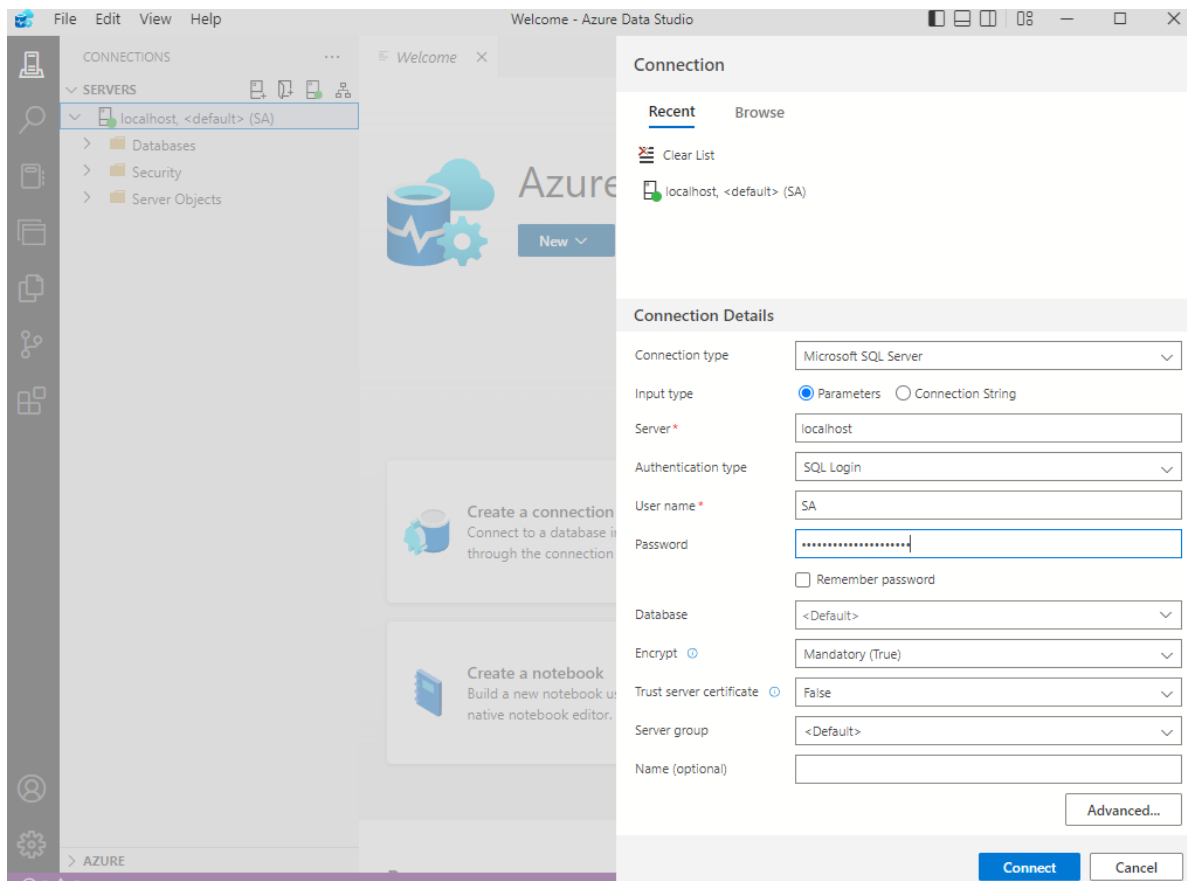 File Edit View Help
Welcome - Azure Data Studio
CONNECTIONS
SERVERS
localhost, <default> (SA)
Databases
Security
Server Objects
AZURE
Welcome
Azure
New
Create a connection
Connect to a database
through the connection
Create a notebook
Build a new notebook
native notebook editor.
Connection
Recent Browse
Clear List
localhost, <default> (SA)
Connection Details
Connection type Microsoft SQL Server
Input type Parameters Connection String
Server* localhost
Authentication type SQL Login
User name* SA
Password •••••••••••••••••••••
Remember password
Database <Default>
Encrypt Mandatory (True)
Trust server certificate False
Server group <Default>
Name (optional)
Advanced...
Connect Cancel